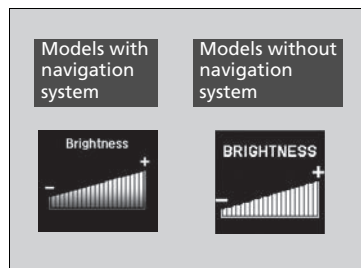 Models with
navigation
system
Models without
navigation
system
Brightness
+
−
BRIGHTNESS
+
−